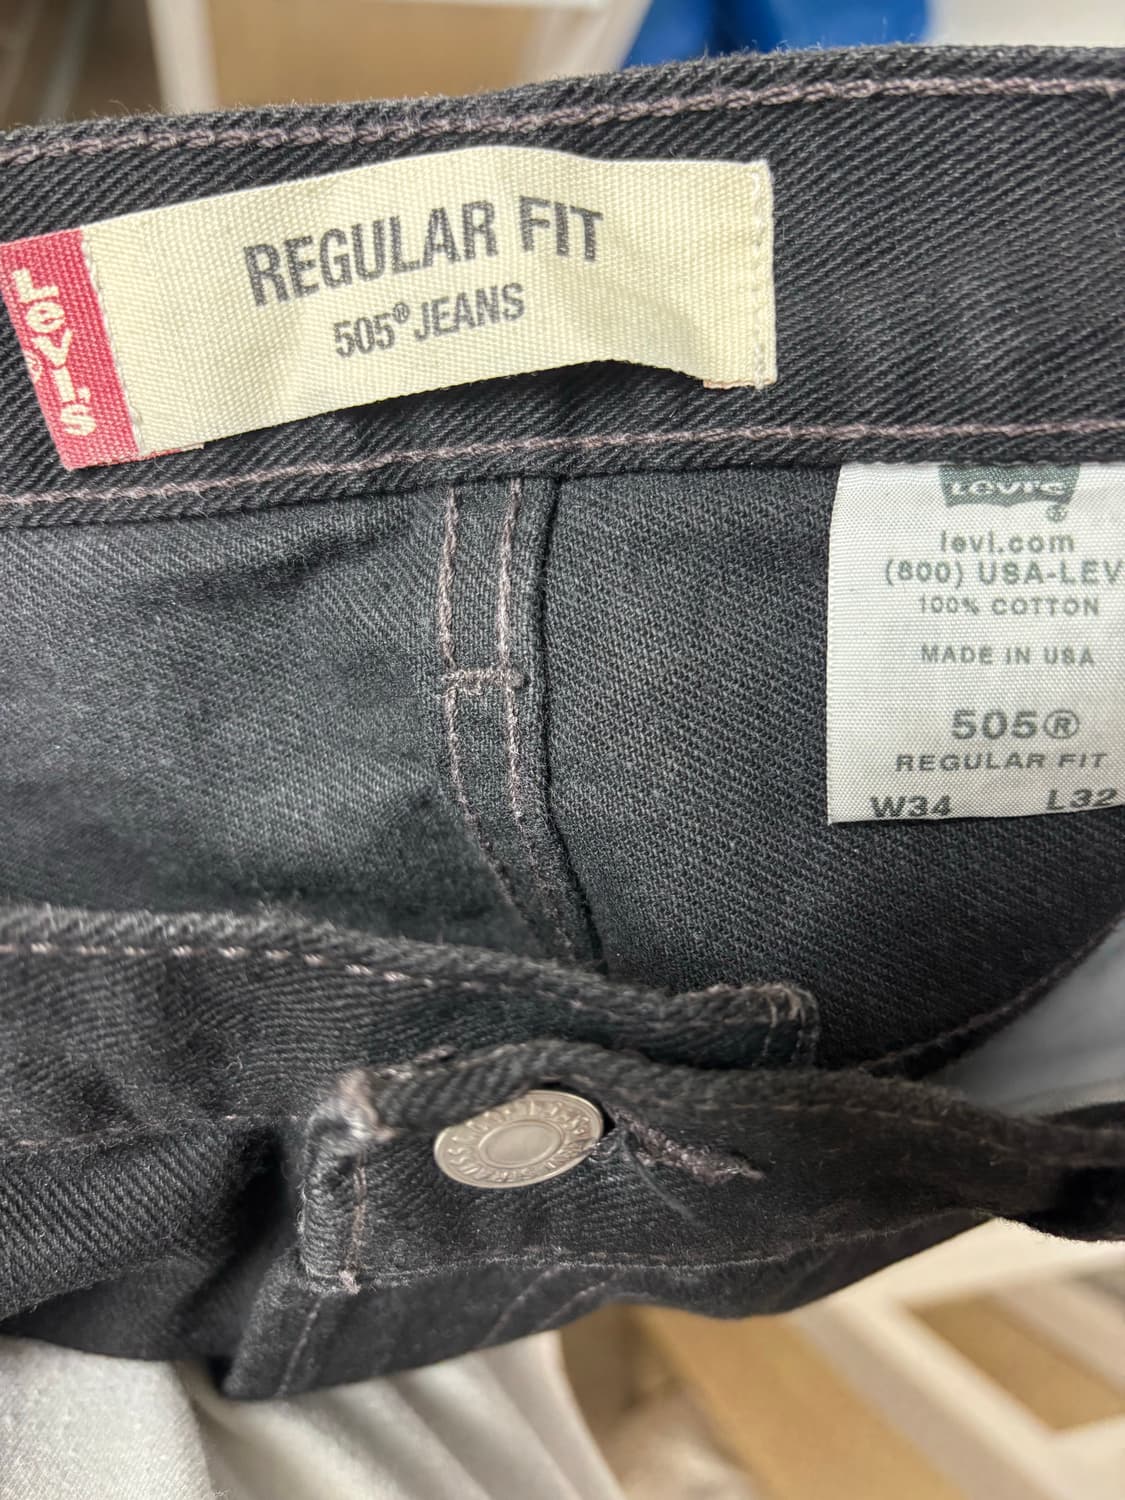 REGULAR FIT
505® JEANS
Levi's
LEVI'S
®
levi.com
(800) USA-LEV
100% COTTON
MADE IN USA
505®
REGULAR FIT
W34 L32